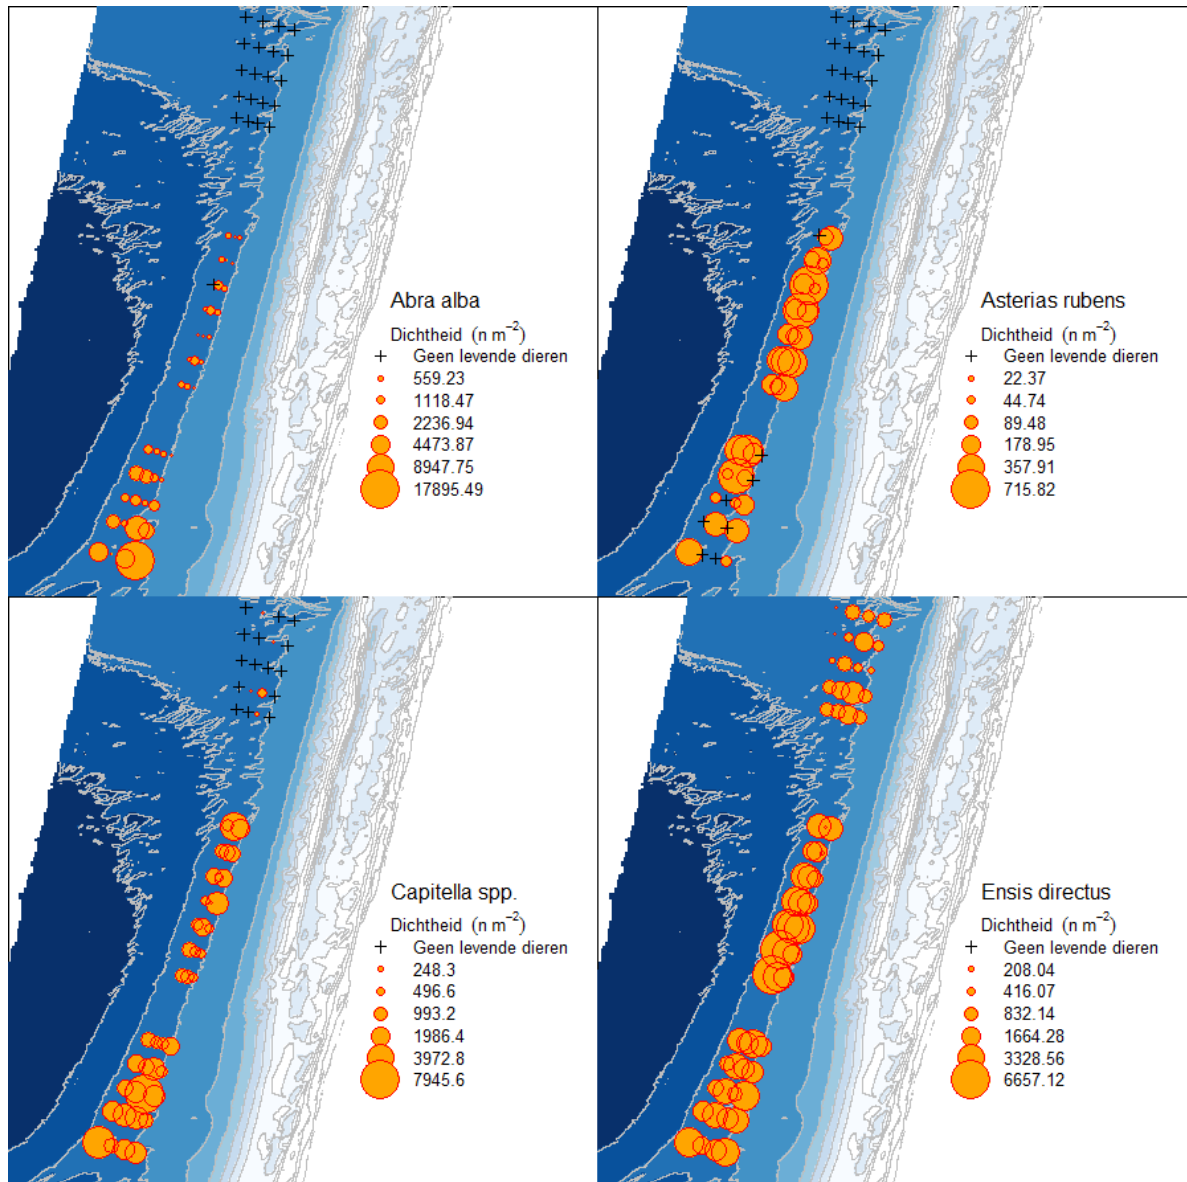 Abra alba
Dichtheid (n m⁻²)
Geen levende dieren
559.23
1118.47
2236.94
4473.87
8947.75
17895.49
Asterias rubens
Dichtheid (n m⁻²)
Geen levende dieren
22.37
44.74
89.48
178.95
357.91
715.82
Capitella spp.
Dichtheid (n m⁻²)
Geen levende dieren
248.3
496.6
993.2
1986.4
3972.8
7945.6
Ensis directus
Dichtheid (n m⁻²)
Geen levende dieren
208.04
416.07
832.14
1664.28
3328.56
6657.12